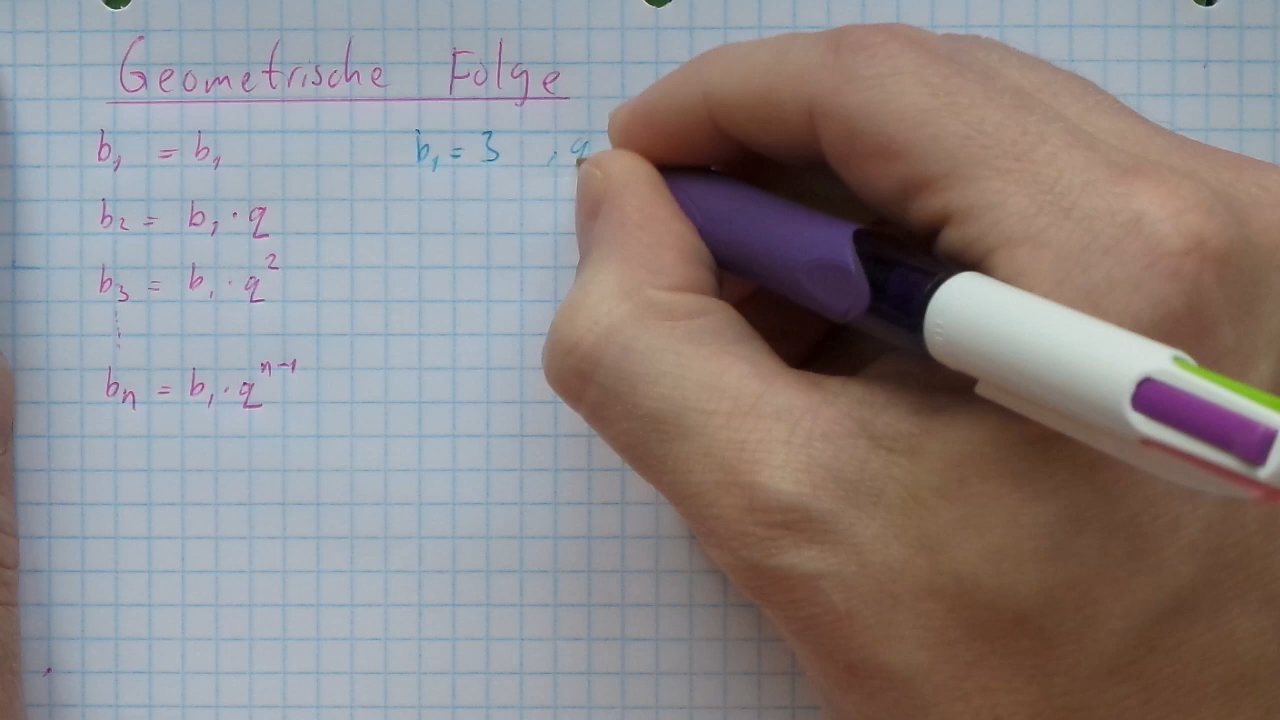 Geometrische Folge
b₁ = b₁ b₁ = 3 , q
b₂ = b₁ · q
b₃ = b₁ · q²
⋮
bₙ = b₁ · qⁿ⁻¹